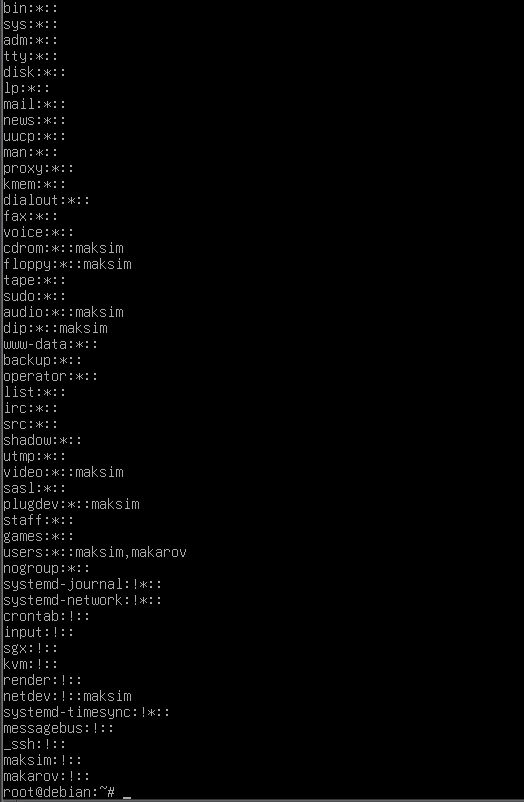 bin:*::
sys:*::
adm:*::
tty:*::
disk:*::
lp:*::
mail:*::
news:*::
uucp:*::
man:*::
proxy:*::
kmem:*::
dialout:*::
fax:*::
voice:*::
cdrom:*::maksim
floppy:*::maksim
tape:*::
sudo:*::
audio:*::maksim
dip:*::maksim
www-data:*::
backup:*::
operator:*::
list:*::
irc:*::
src:*::
shadow:*::
utmp:*::
video:*::maksim
sasl:*::
plugdev:*::maksim
staff:*::
games:*::
users:*::maksim,makarov
nogroup:*::
systemd-journal:!*::
systemd-network:!*::
crontab:!::
input:!::
sgx:!::
kvm:!::
render:!::
netdev:!::maksim
systemd-timesync:!*::
messagebus:!::
_ssh:!::
maksim:!::
makarov:!::
root@debian:~# _